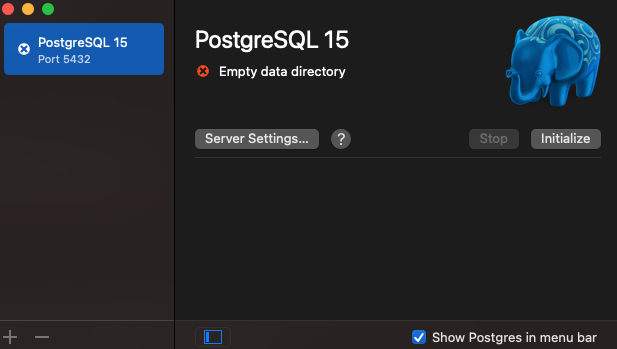 PostgreSQL 15
Port 5432
PostgreSQL 15
Empty data directory
Server Settings... ? Stop Initialize
Show Postgres in menu bar